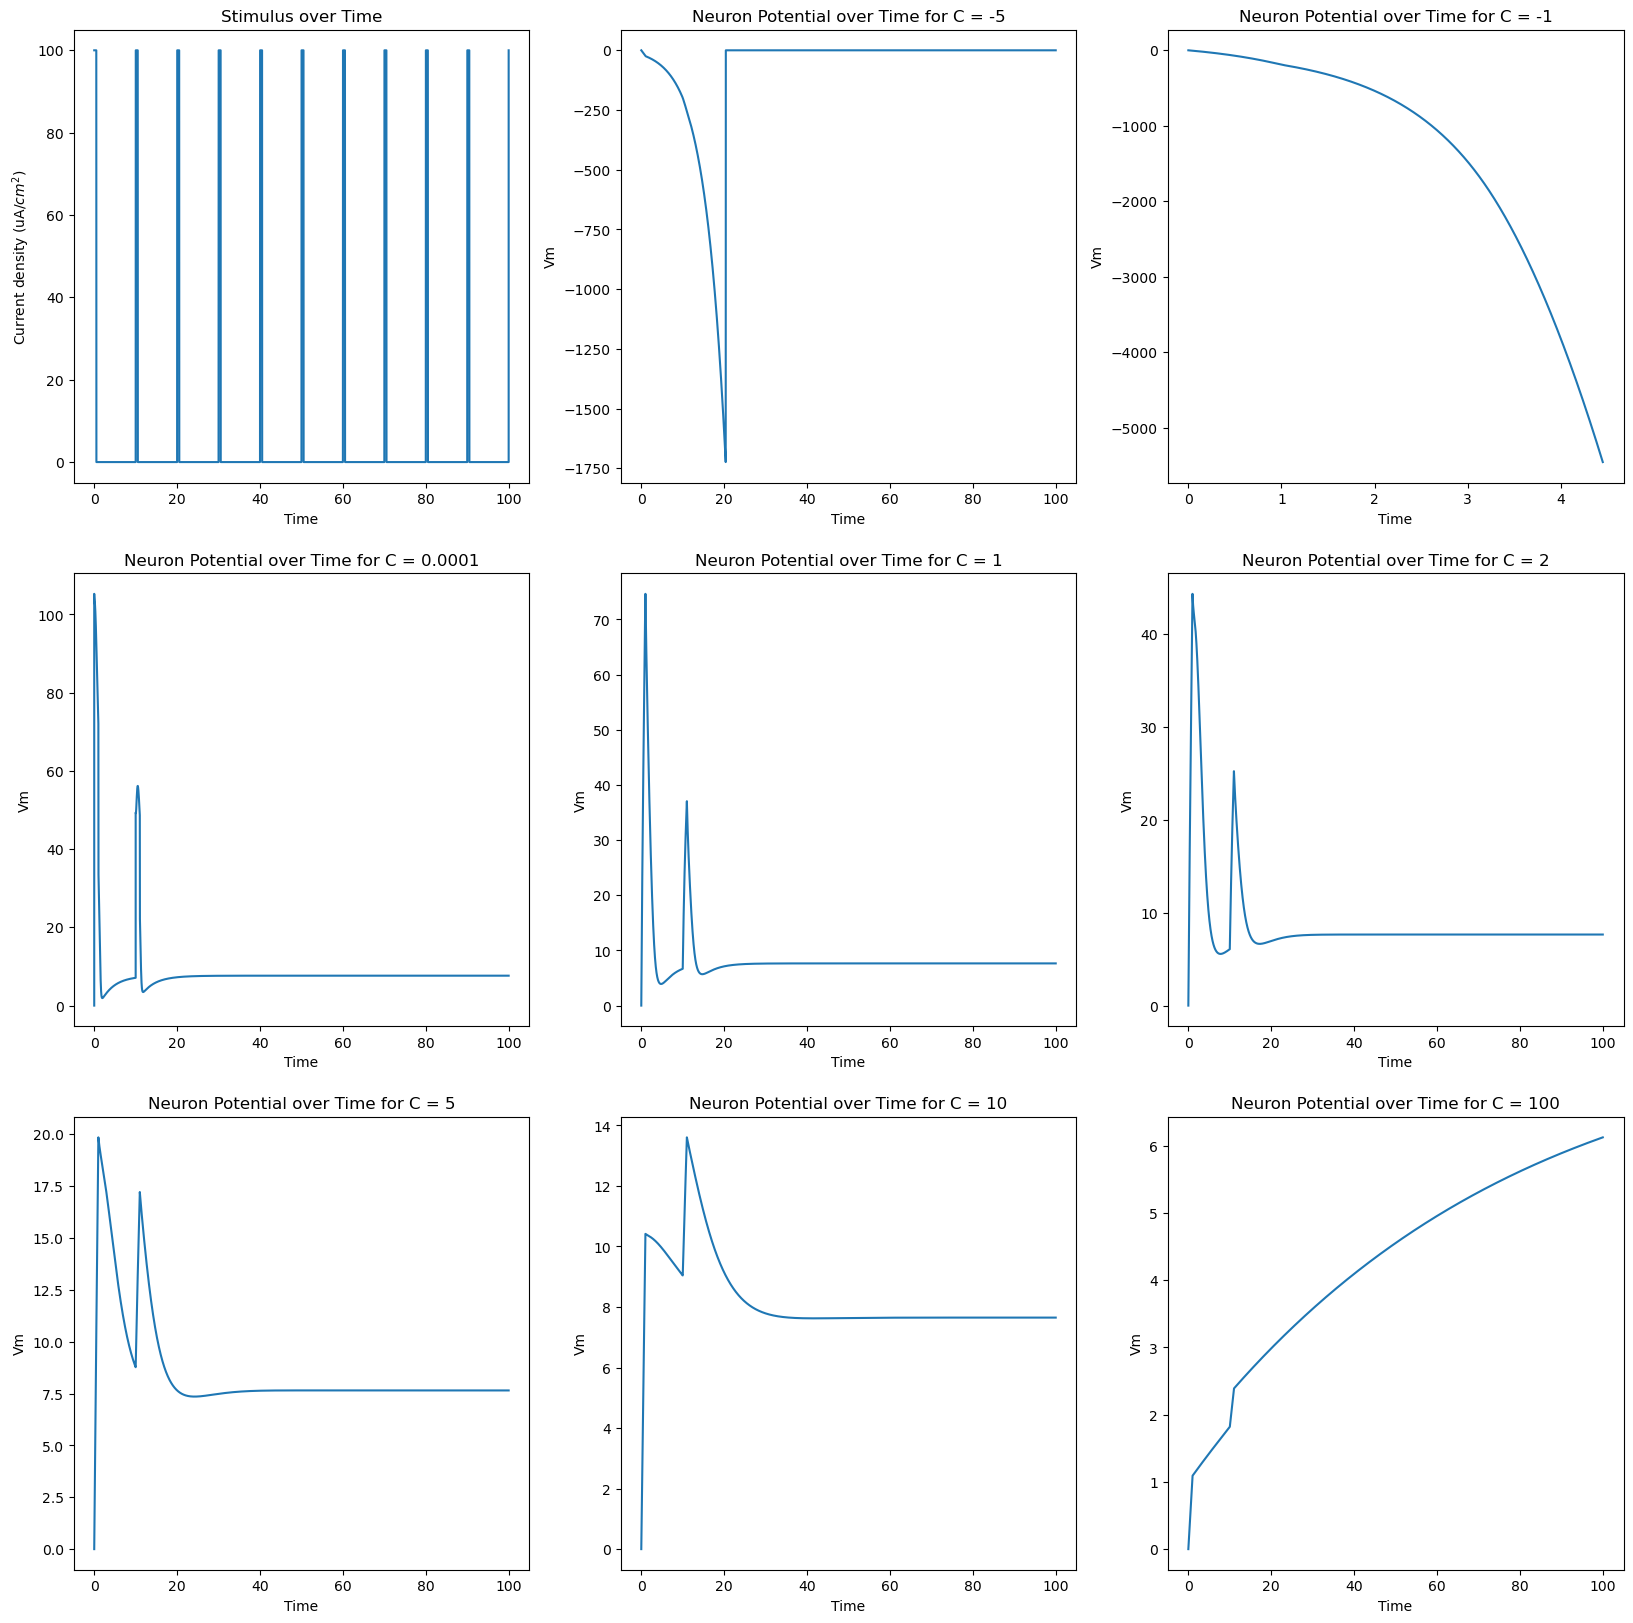 Stimulus over Time
Current density (uA/cm²)
100
80
60
40
20
0
0 20 40 60 80 100
Time
Neuron Potential over Time for C = -5
Vm
0
−250
−500
−750
−1000
−1250
−1500
−1750
0 20 40 60 80 100
Time
Neuron Potential over Time for C = -1
Vm
0
−1000
−2000
−3000
−4000
−5000
0 1 2 3 4
Time
Neuron Potential over Time for C = 0.0001
Vm
100
80
60
40
20
0
0 20 40 60 80 100
Time
Neuron Potential over Time for C = 1
Vm
70
60
50
40
30
20
10
0
0 20 40 60 80 100
Time
Neuron Potential over Time for C = 2
Vm
40
30
20
10
0
0 20 40 60 80 100
Time
Neuron Potential over Time for C = 5
Vm
20.0
17.5
15.0
12.5
10.0
7.5
5.0
2.5
0.0
0 20 40 60 80 100
Time
Neuron Potential over Time for C = 10
Vm
14
12
10
8
6
4
2
0
0 20 40 60 80 100
Time
Neuron Potential over Time for C = 100
Vm
6
5
4
3
2
1
0
0 20 40 60 80 100
Time